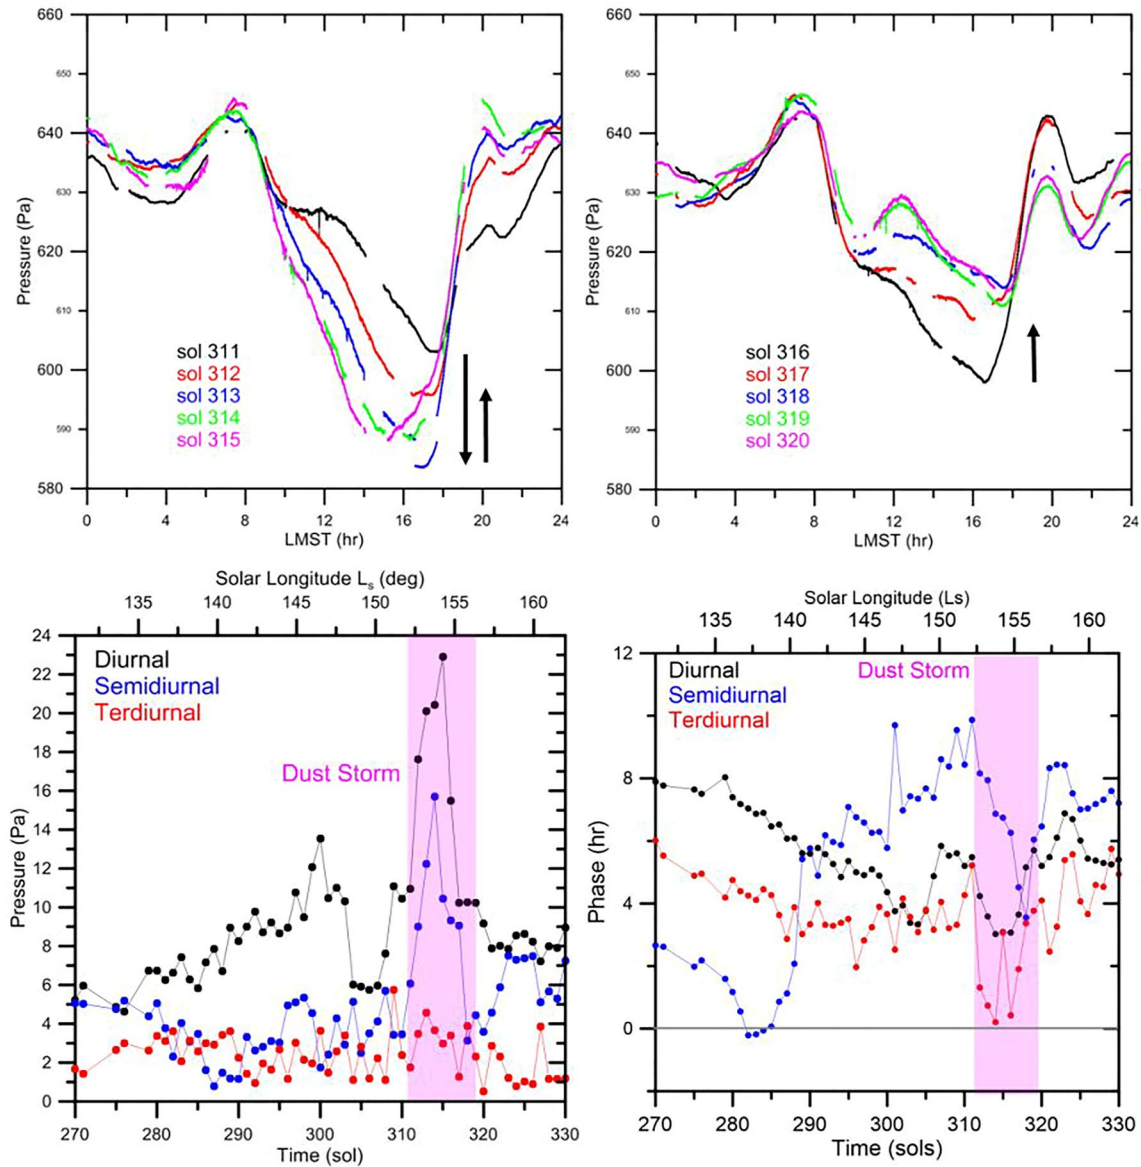 660
650
640
630
620
610
600
590
580
Pressure (Pa)
sol 311
sol 312
sol 313
sol 314
sol 315
0 4 8 12 16 20 24
LMST (hr)
660
650
640
630
620
610
600
590
580
Pressure (Pa)
sol 316
sol 317
sol 318
sol 319
sol 320
0 4 8 12 16 20 24
LMST (hr)
Solar Longitude Ls (deg)
135 140 145 150 155 160
24
22
20
18
16
14
12
10
8
6
4
2
0
Pressure (Pa)
Diurnal
Semidiurnal
Terdiurnal
Dust Storm
270 280 290 300 310 320 330
Time (sol)
Solar Longitude (Ls)
135 140 145 150 155 160
12
8
4
0
Phase (hr)
Diurnal
Dust Storm
Semidiurnal
Terdiurnal
270 280 290 300 310 320 330
Time (sols)